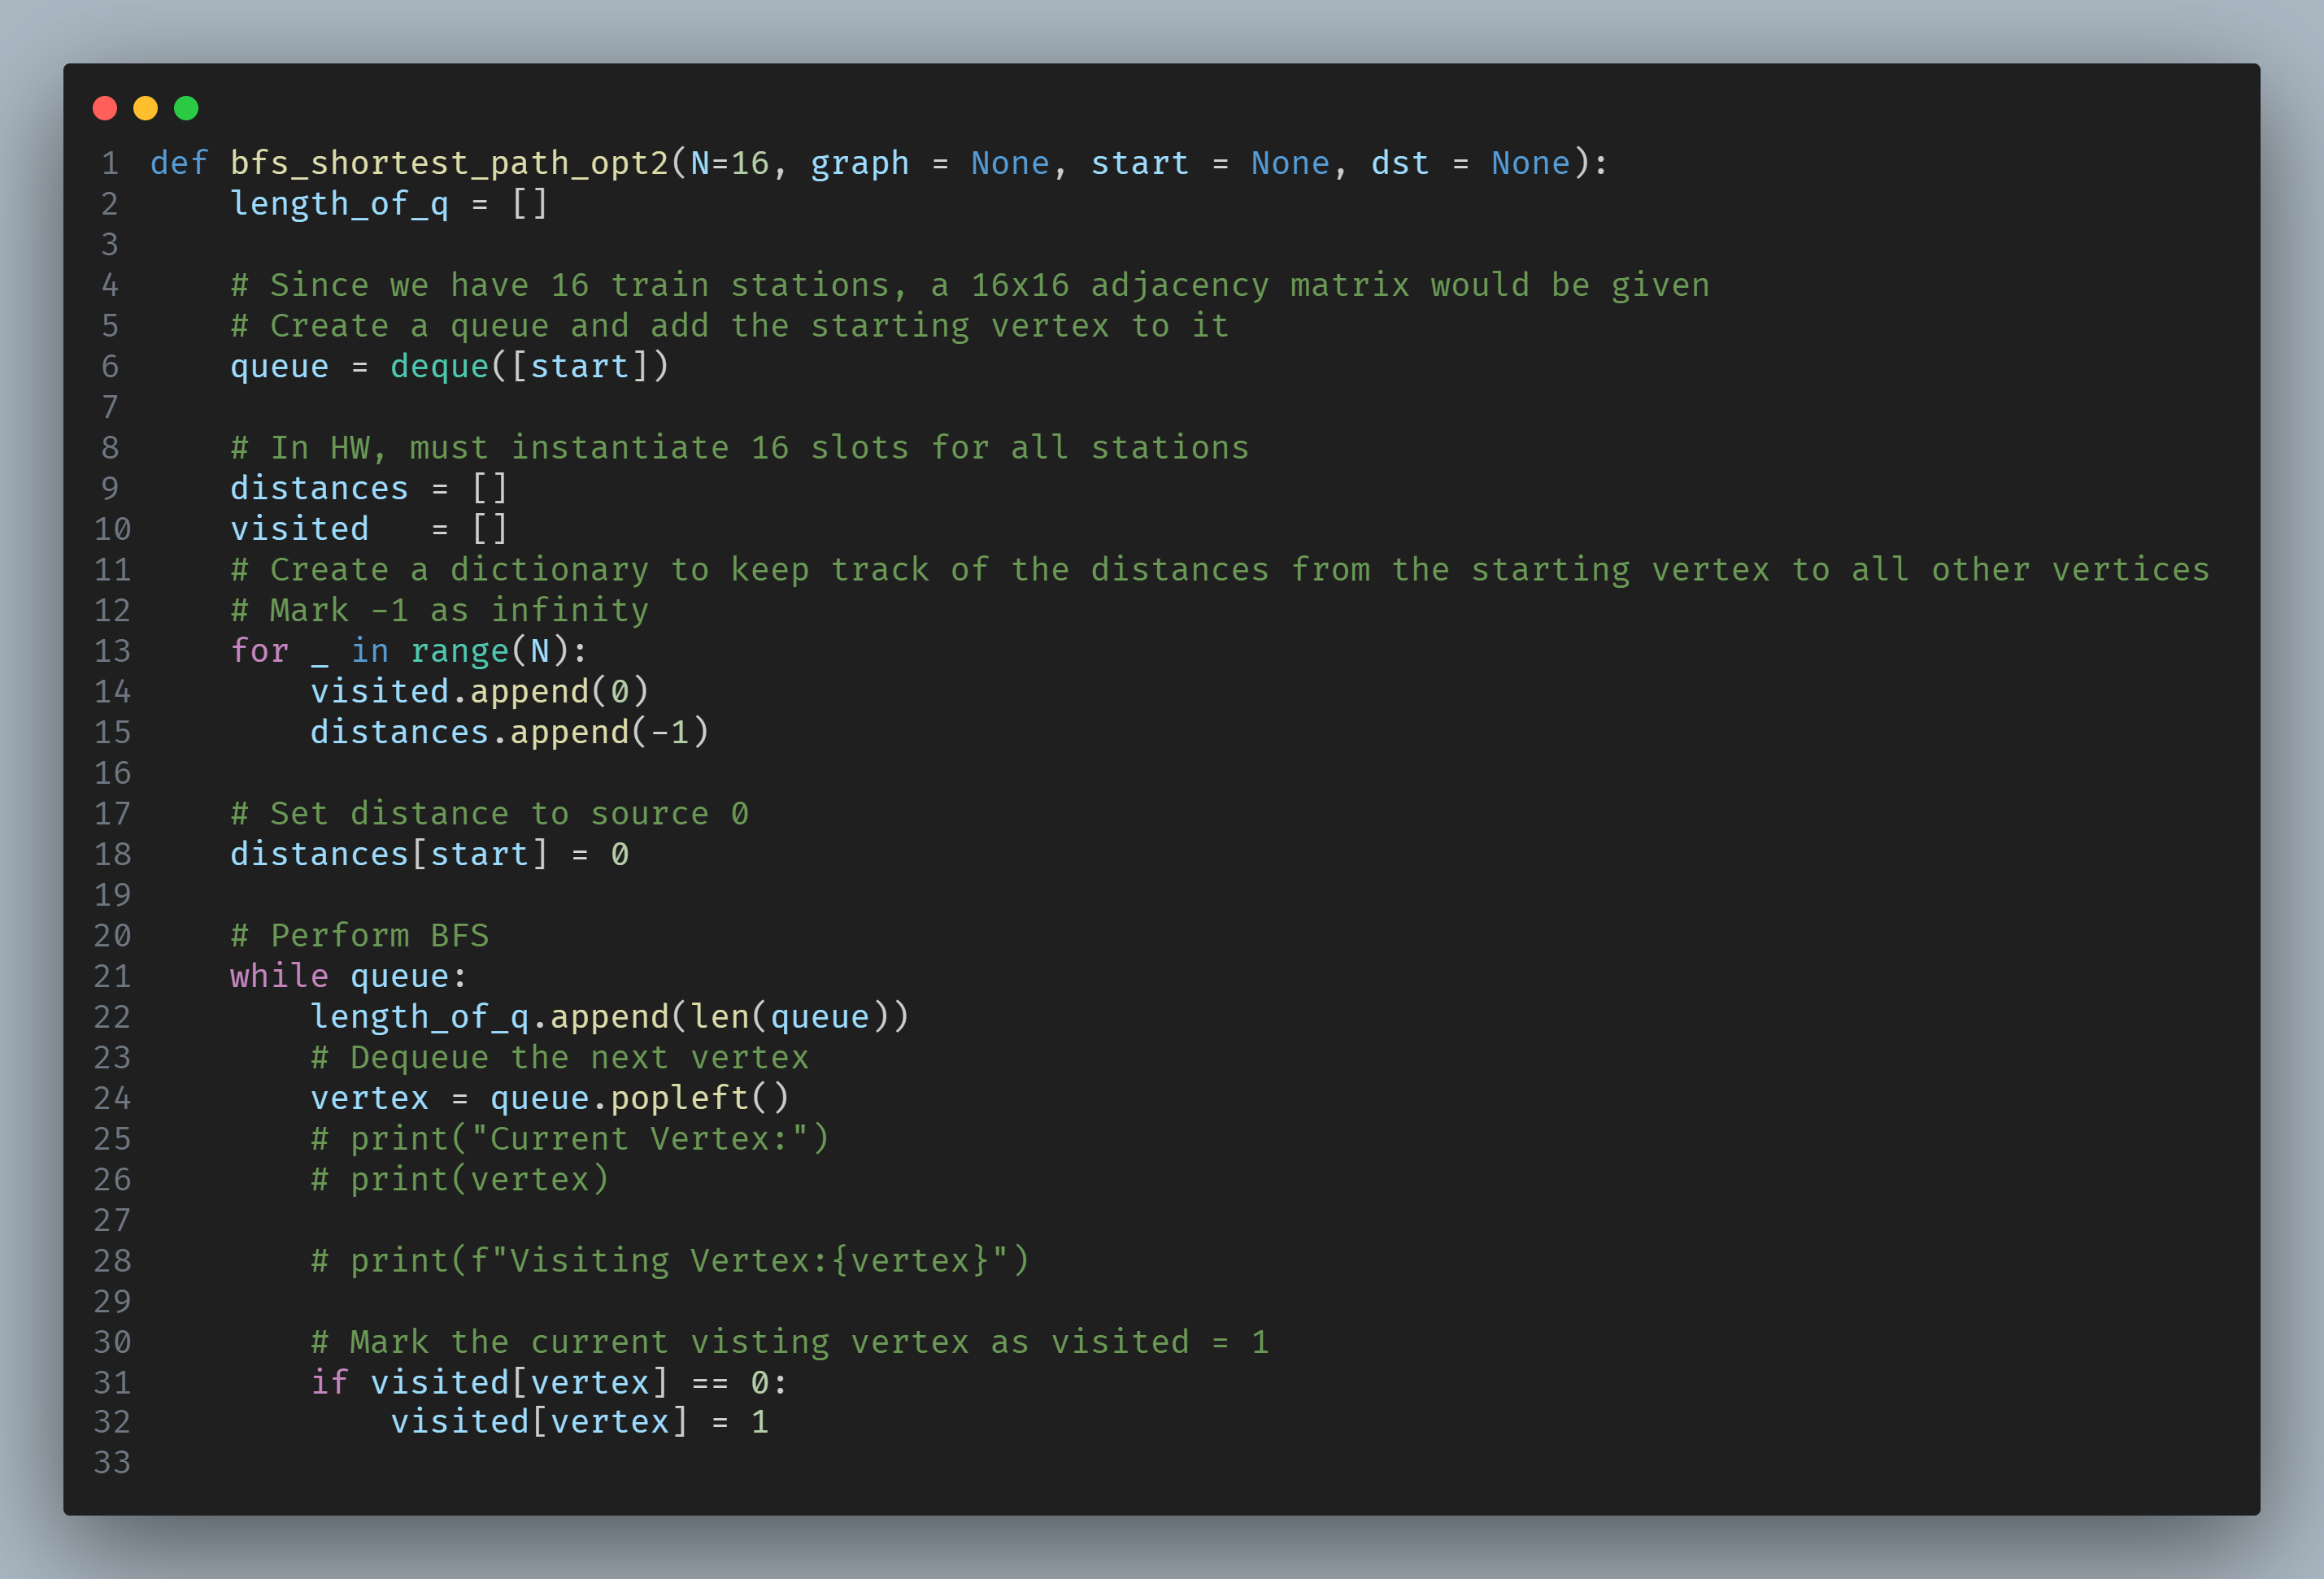 1 def bfs_shortest_path_opt2(N=16, graph = None, start = None, dst = None):
2     length_of_q = []
3
4     # Since we have 16 train stations, a 16x16 adjacency matrix would be given
5     # Create a queue and add the starting vertex to it
6     queue = deque([start])
7
8     # In HW, must instantiate 16 slots for all stations
9     distances = []
10     visited   = []
11     # Create a dictionary to keep track of the distances from the starting vertex to all other vertices
12     # Mark -1 as infinity
13     for _ in range(N):
14         visited.append(0)
15         distances.append(-1)
16
17     # Set distance to source 0
18     distances[start] = 0
19
20     # Perform BFS
21     while queue:
22         length_of_q.append(len(queue))
23         # Dequeue the next vertex
24         vertex = queue.popleft()
25         # print("Current Vertex:")
26         # print(vertex)
27
28         # print(f"Visiting Vertex:{vertex}")
29
30         # Mark the current visting vertex as visited = 1
31         if visited[vertex] == 0:
32             visited[vertex] = 1
33